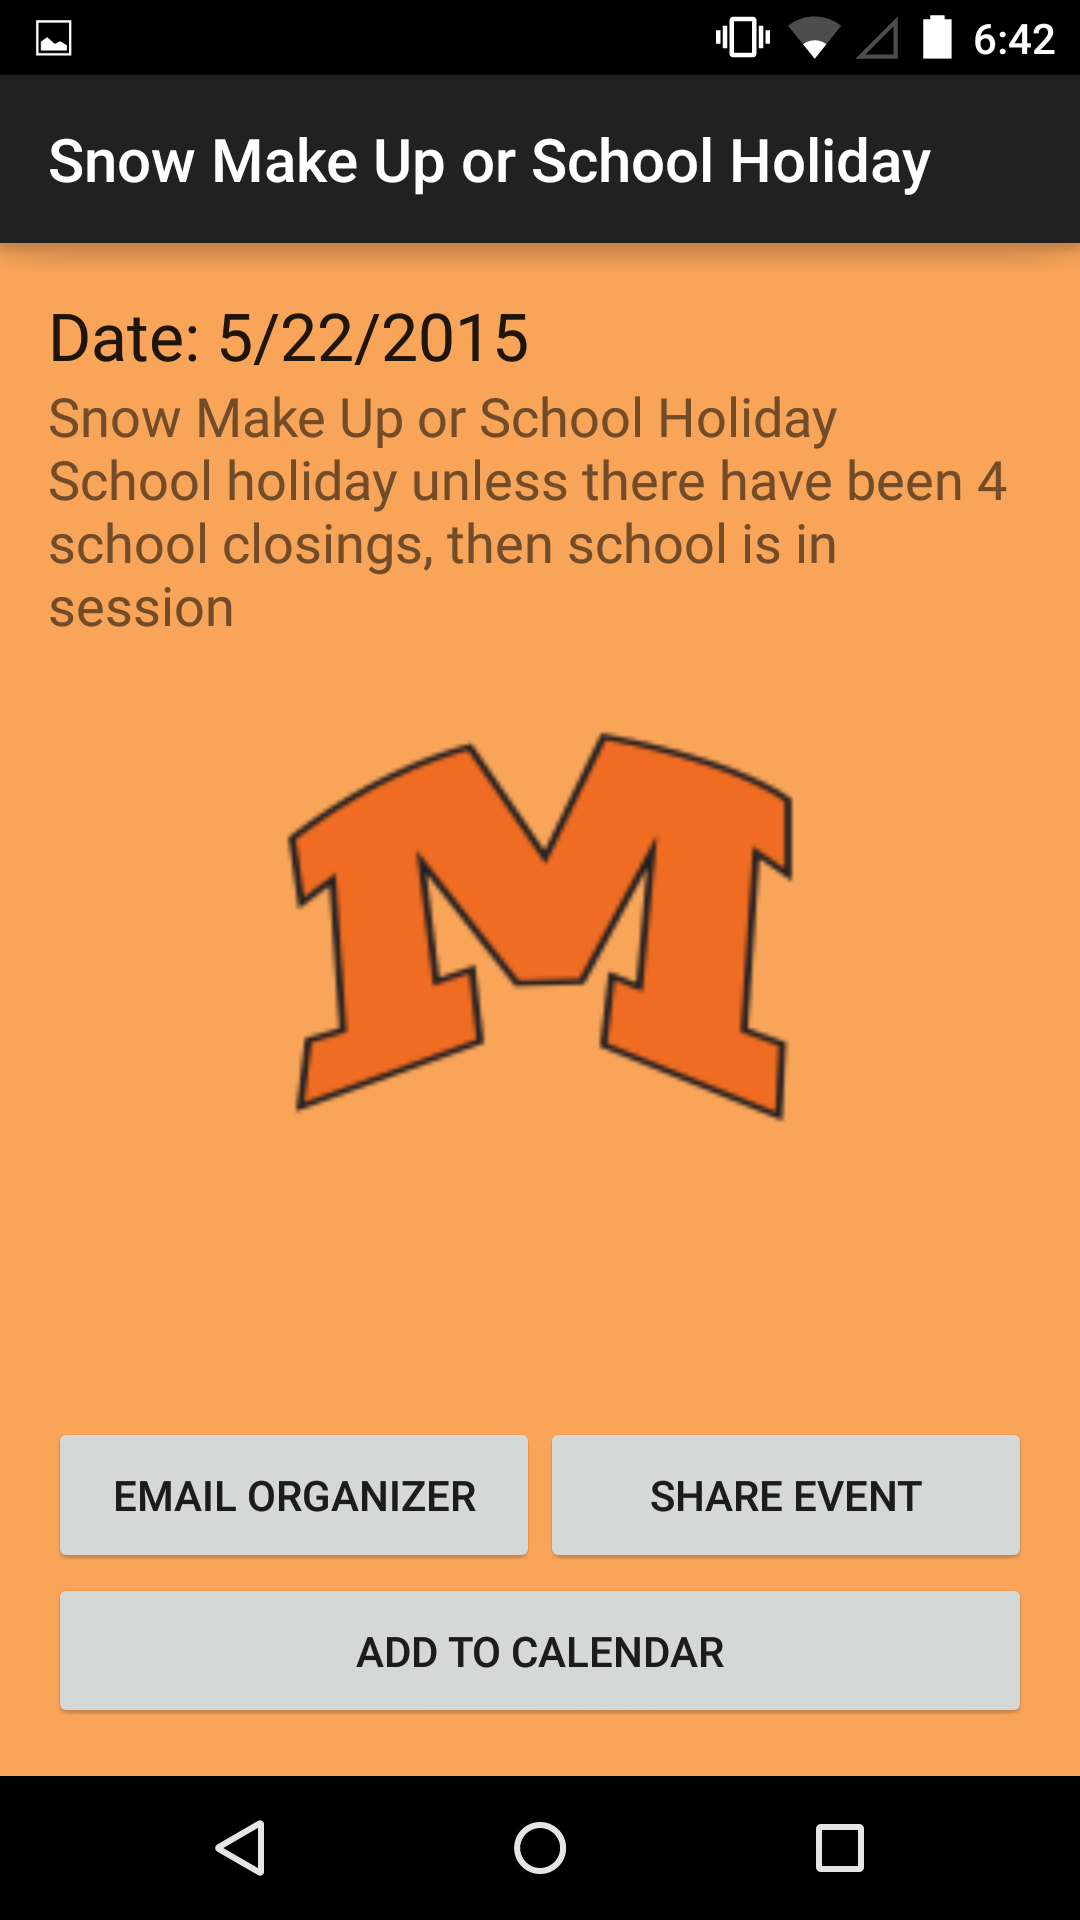 6:42
Snow Make Up or School Holiday
Date: 5/22/2015
Snow Make Up or School Holiday
School holiday unless there have been 4
school closings, then school is in
session
M
EMAIL ORGANIZER
SHARE EVENT
ADD TO CALENDAR